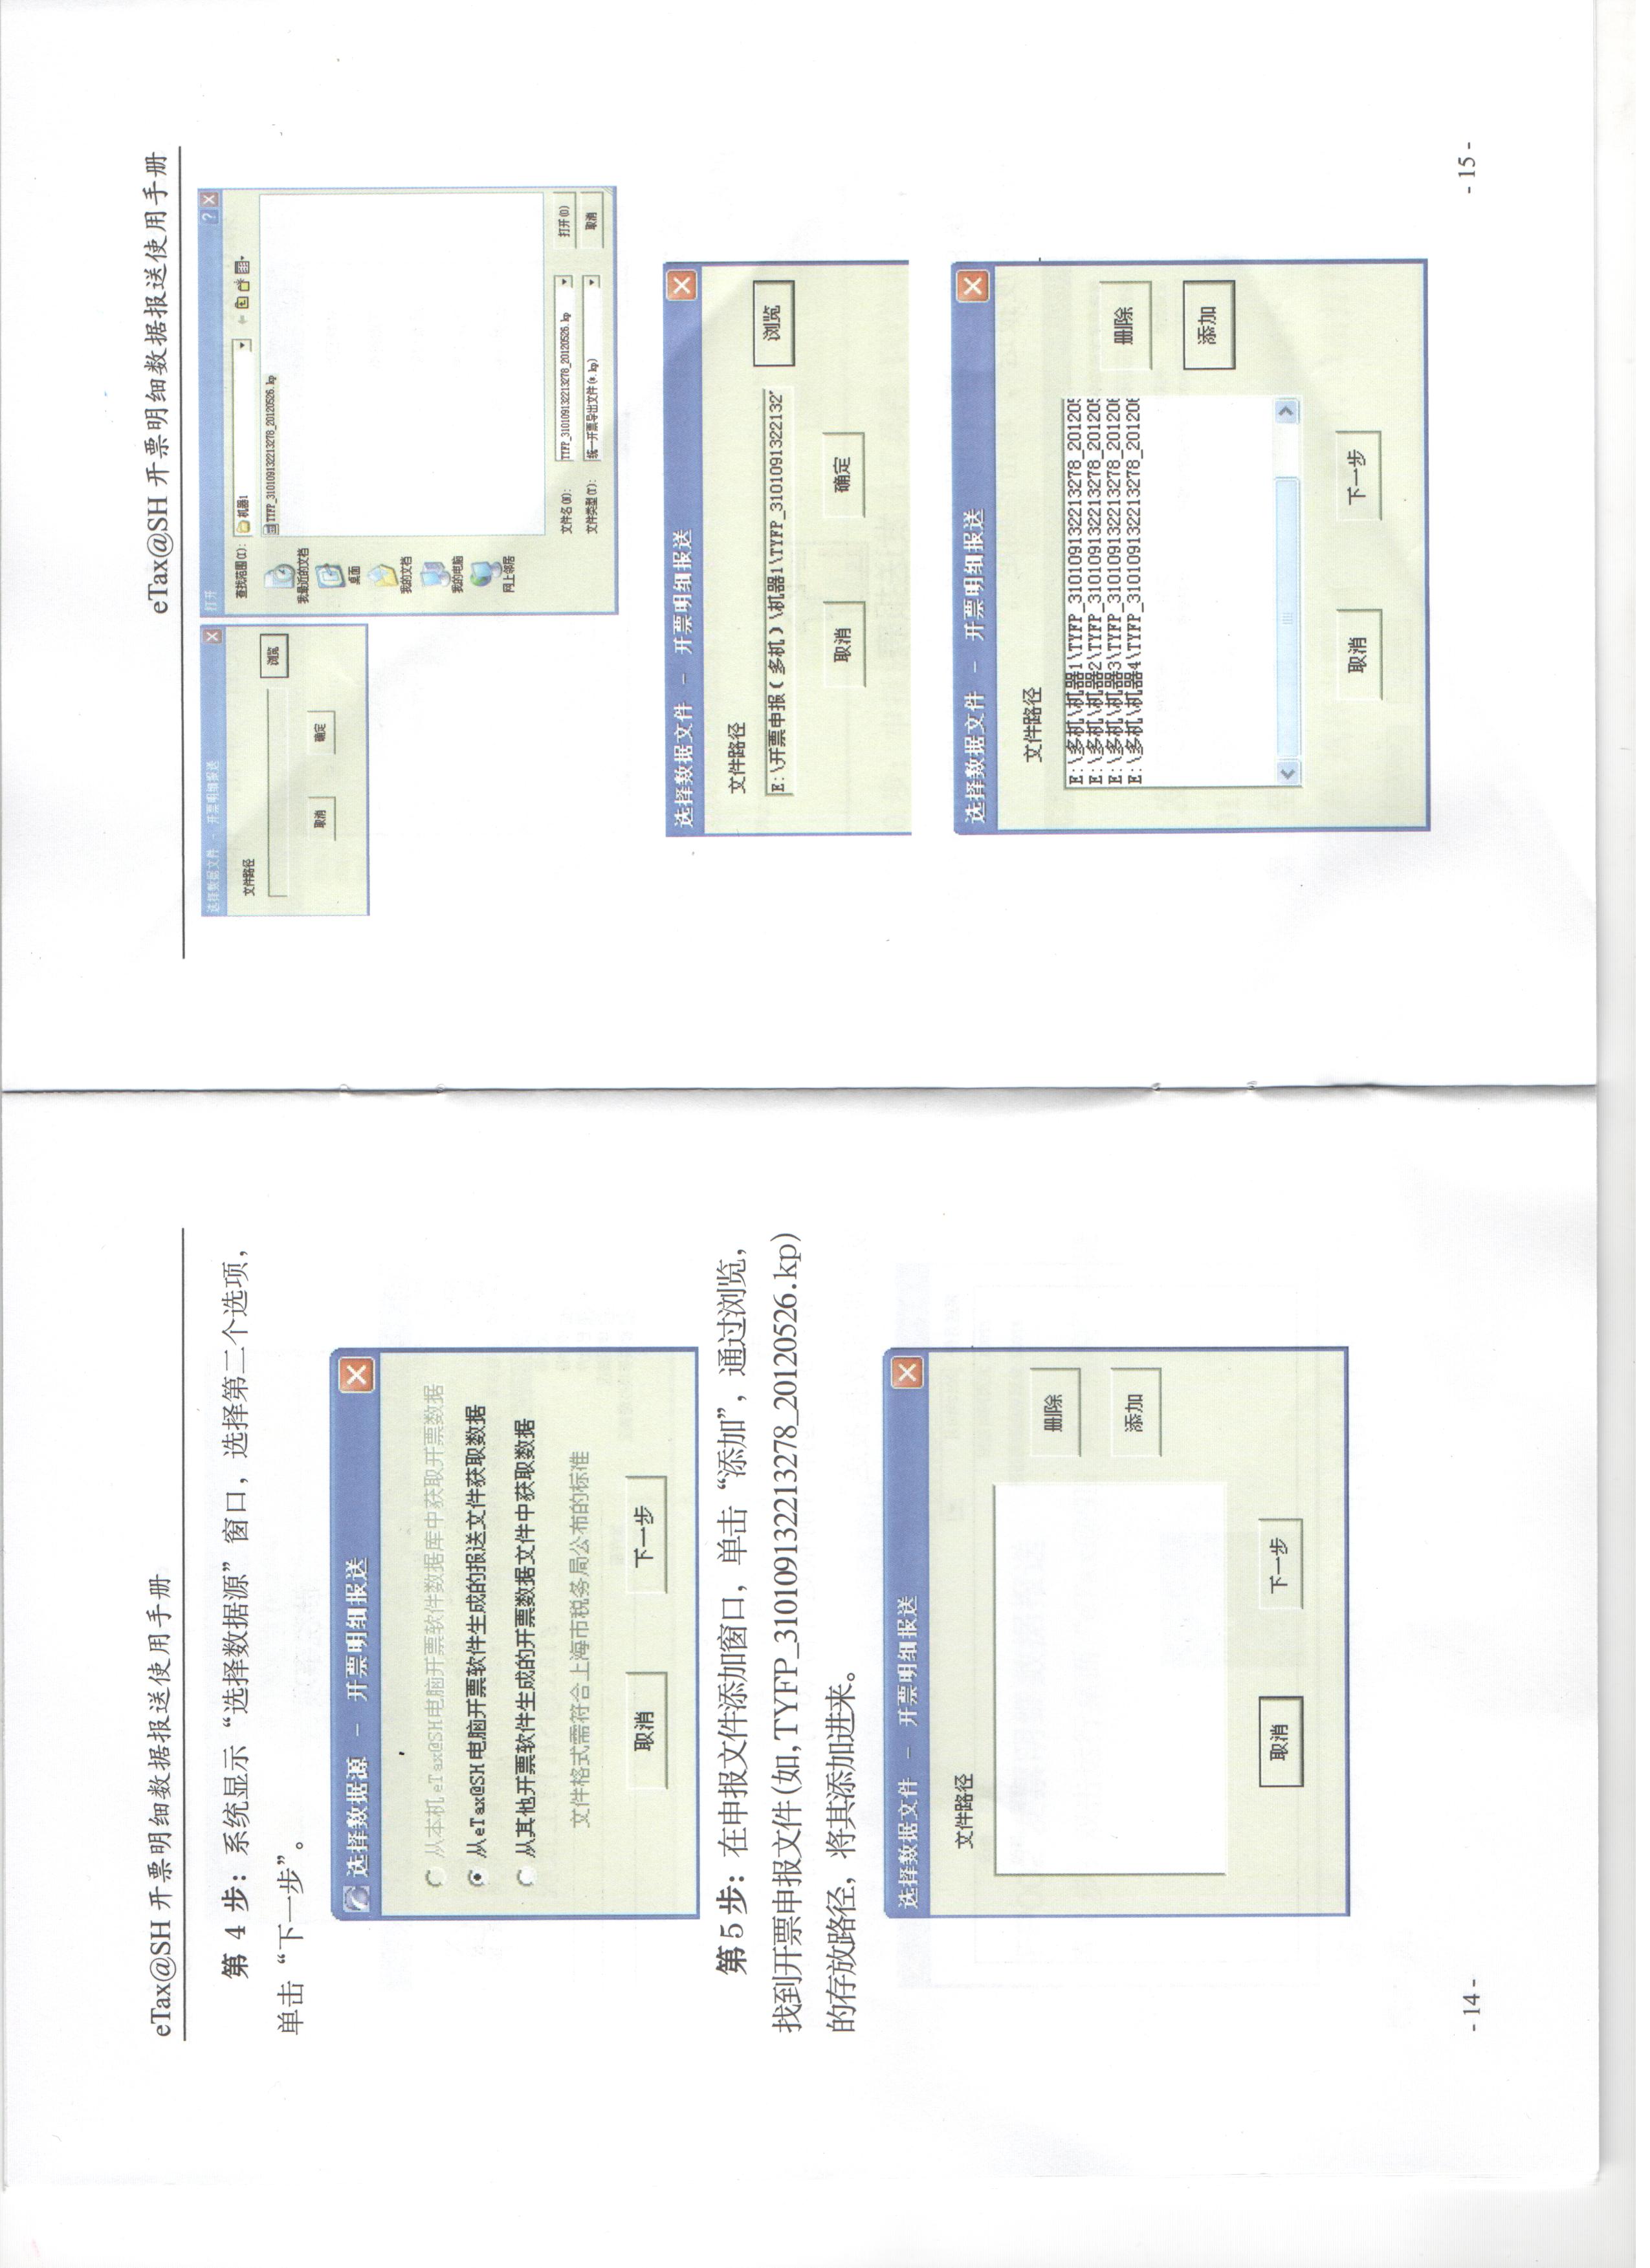 eTax@SH 开票明细数据报送使用手册
第 4 步：系统显示“选择数据源”窗口，选择第二个选项，
单击“下一步”。
选择数据源 - 开票明细报送
从本机eTax@SH电脑开票软件数据库中获取开票数据
从eTax@SH电脑开票软件生成的报送文件获取数据
从其他开票软件生成的开票数据文件中获取数据
文件格式需符合上海市税务局公布的标准
取消 下一步
第5步：在申报文件添加窗口，单击“添加”，通过浏览，
找到开票申报文件(如,TYFP_310109132213278_20120526.kp)
的存放路径，将其添加进来。
选择数据文件 - 开票明细报送
文件路径
删除
添加
取消 下一步
- 14 -
eTax@SH 开票明细数据报送使用手册
选择数据文件 - 开票明细报送
文件路径
浏览
取消 确定
打开
查找范围(I): 机器1
TYFP_310109132213278_20120526.kp
我最近的文档
桌面
我的文档
我的电脑
网上邻居
文件名(N): TYFP_310109132213278_20120526.kp 打开(O)
文件类型(T): 统一开票导出文件(*.kp) 取消
选择数据文件 - 开票明细报送
文件路径
E:\开票申报(多机)\机器1\TYFP_3101091322132 浏览
取消 确定
选择数据文件 - 开票明细报送
文件路径
E:\多机\机器1\TYFP_310109132213278_20120
E:\多机\机器2\TYFP_310109132213278_20120
E:\多机\机器3\TYFP_310109132213278_20120
E:\多机\机器4\TYFP_310109132213278_20120
删除
添加
取消 下一步
- 15 -